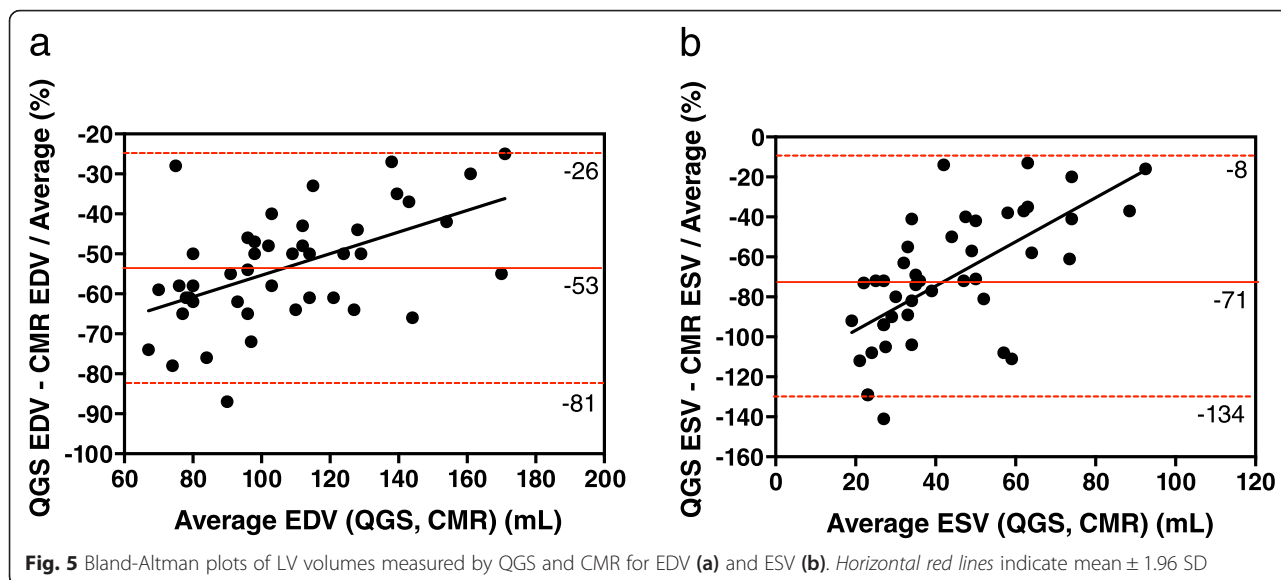 a
QGS EDV - CMR EDV / Average (%)
-20
-30
-40
-50
-60
-70
-80
-90
-100
-26
-53
-81
60 80 100 120 140 160 180 200
Average EDV (QGS, CMR) (mL)
b
QGS ESV - CMR ESV / Average (%)
0
-20
-40
-60
-80
-100
-120
-140
-160
-8
-71
-134
0 20 40 60 80 100 120
Average ESV (QGS, CMR) (mL)
Fig. 5 Bland-Altman plots of LV volumes measured by QGS and CMR for EDV (a) and ESV (b). Horizontal red lines indicate mean ± 1.96 SD